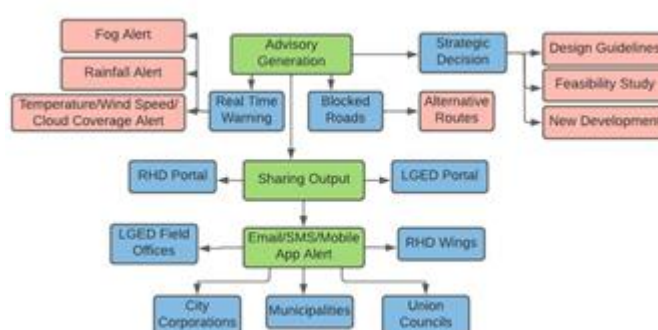 Fog Alert
Advisory
Generation
Strategic
Decision
Design Guidelines
Rainfall Alert
Feasibility Study
Temperature/Wind Speed/
Cloud Coverage Alert
Real Time
Warning
Blocked
Roads
Alternative
Routes
New Development
RHD Portal
Sharing Output
LGED Portal
LGED Field
Offices
Email/SMS/Mobile
App Alert
RHD Wings
City
Corporations
Municipalities
Union
Councils